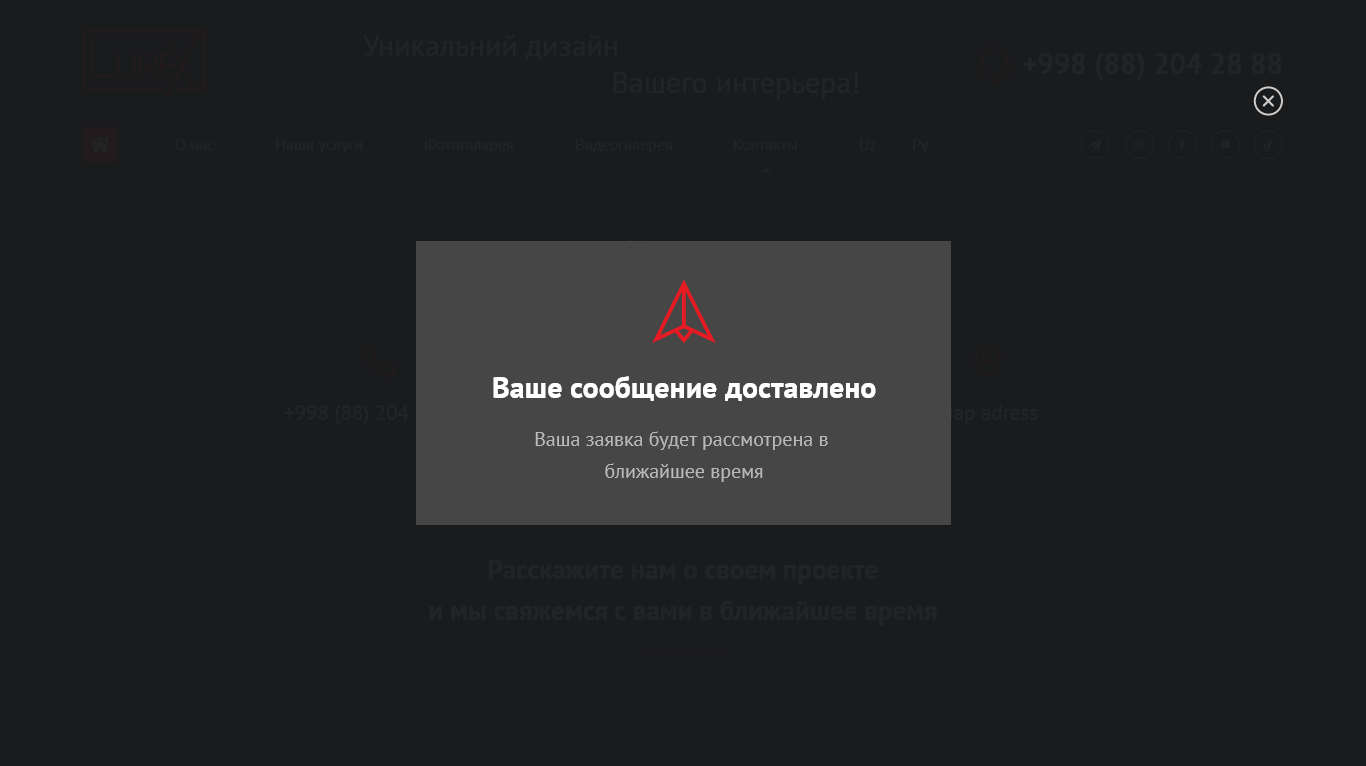 LUREX
Уникальний дизайн
Вашего интерьера!
+998 (88) 204 28 88
О нас
Наши услуги
Фотогаларея
Видеогалерея
Контакты
Uz
Ру
Ваше сообщение доставлено
Ваша заявка будет рассмотрена в
ближайшее время
+998 (88) 204
ap adress
Расскажите нам о своем проекте
и мы свяжемся с вами в ближайшее время